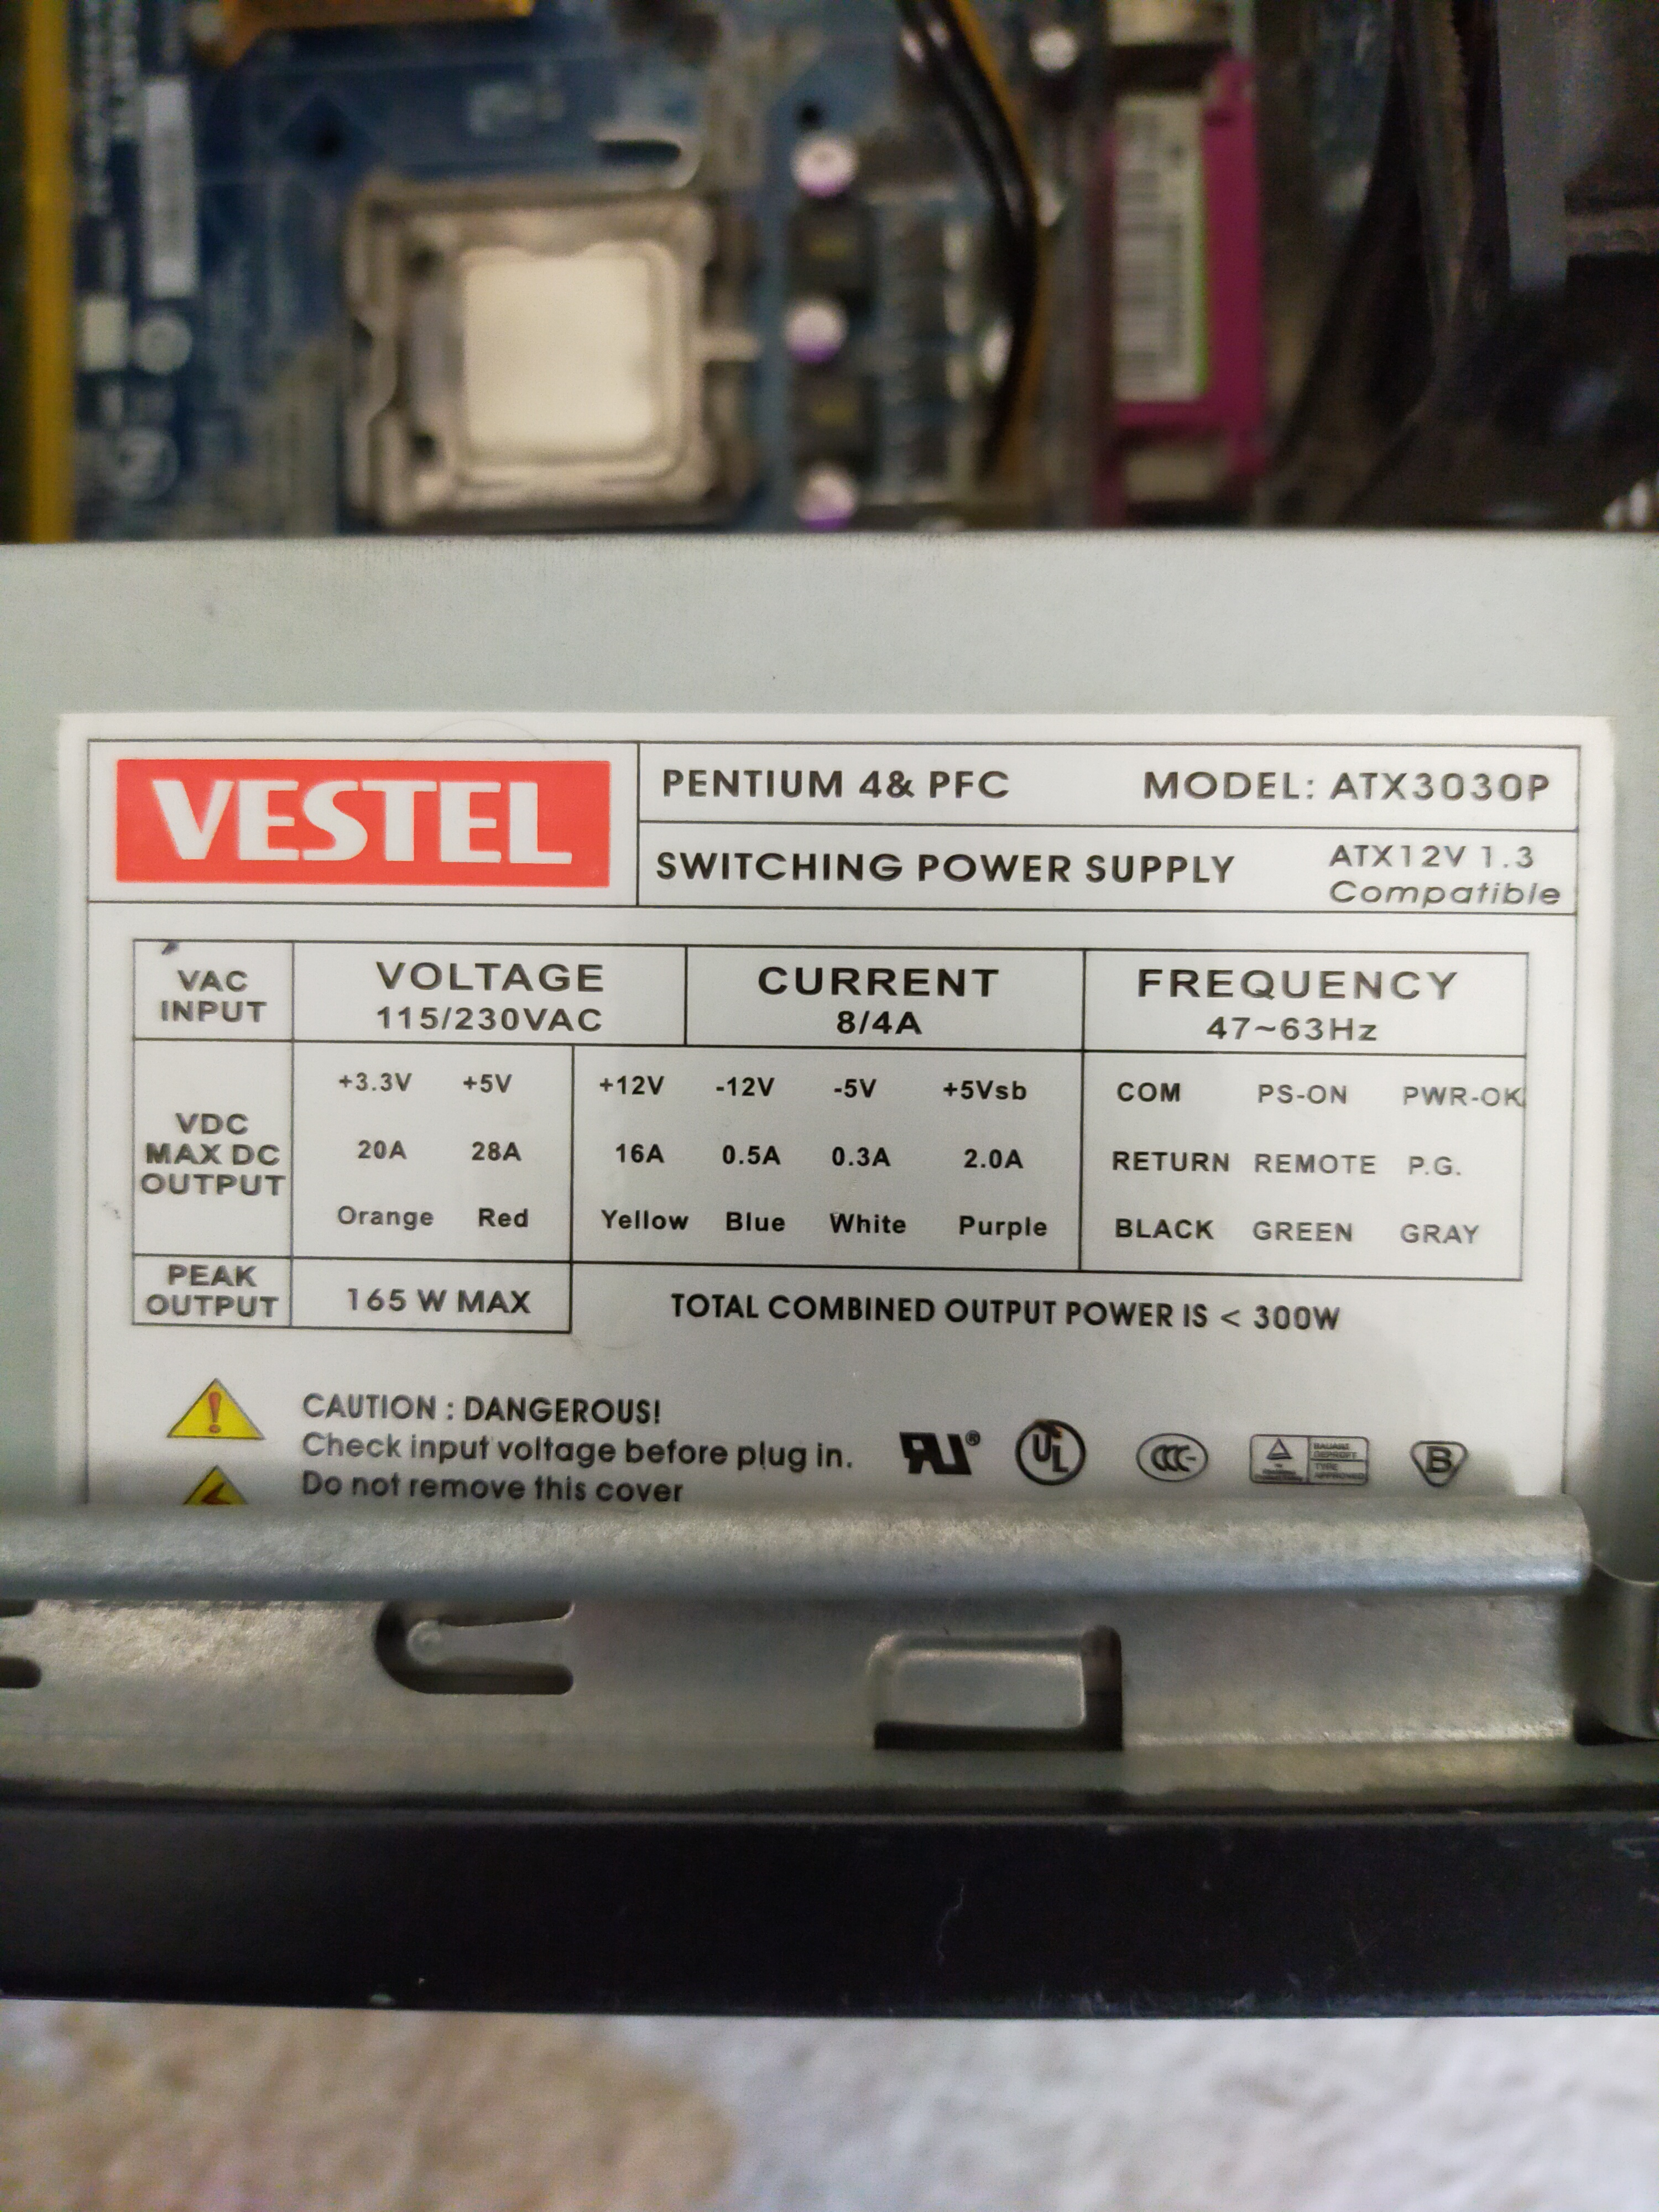 VESTEL
PENTIUM 4& PFC MODEL: ATX3030P
SWITCHING POWER SUPPLY
ATX12V 1.3
Compatible
VAC
INPUT
VOLTAGE
115/230VAC
CURRENT
8/4A
FREQUENCY
47~63Hz
VDC
MAX DC
OUTPUT
+3.3V +5V +12V -12V -5V +5Vsb COM PS-ON PWR-OK
20A 28A 16A 0.5A 0.3A 2.0A RETURN REMOTE P.G.
Orange Red Yellow Blue White Purple BLACK GREEN GRAY
PEAK
OUTPUT
165 W MAX
TOTAL COMBINED OUTPUT POWER IS < 300W
CAUTION : DANGEROUS!
Check input voltage before plug in.
Do not remove this cover
UL
CCC
B